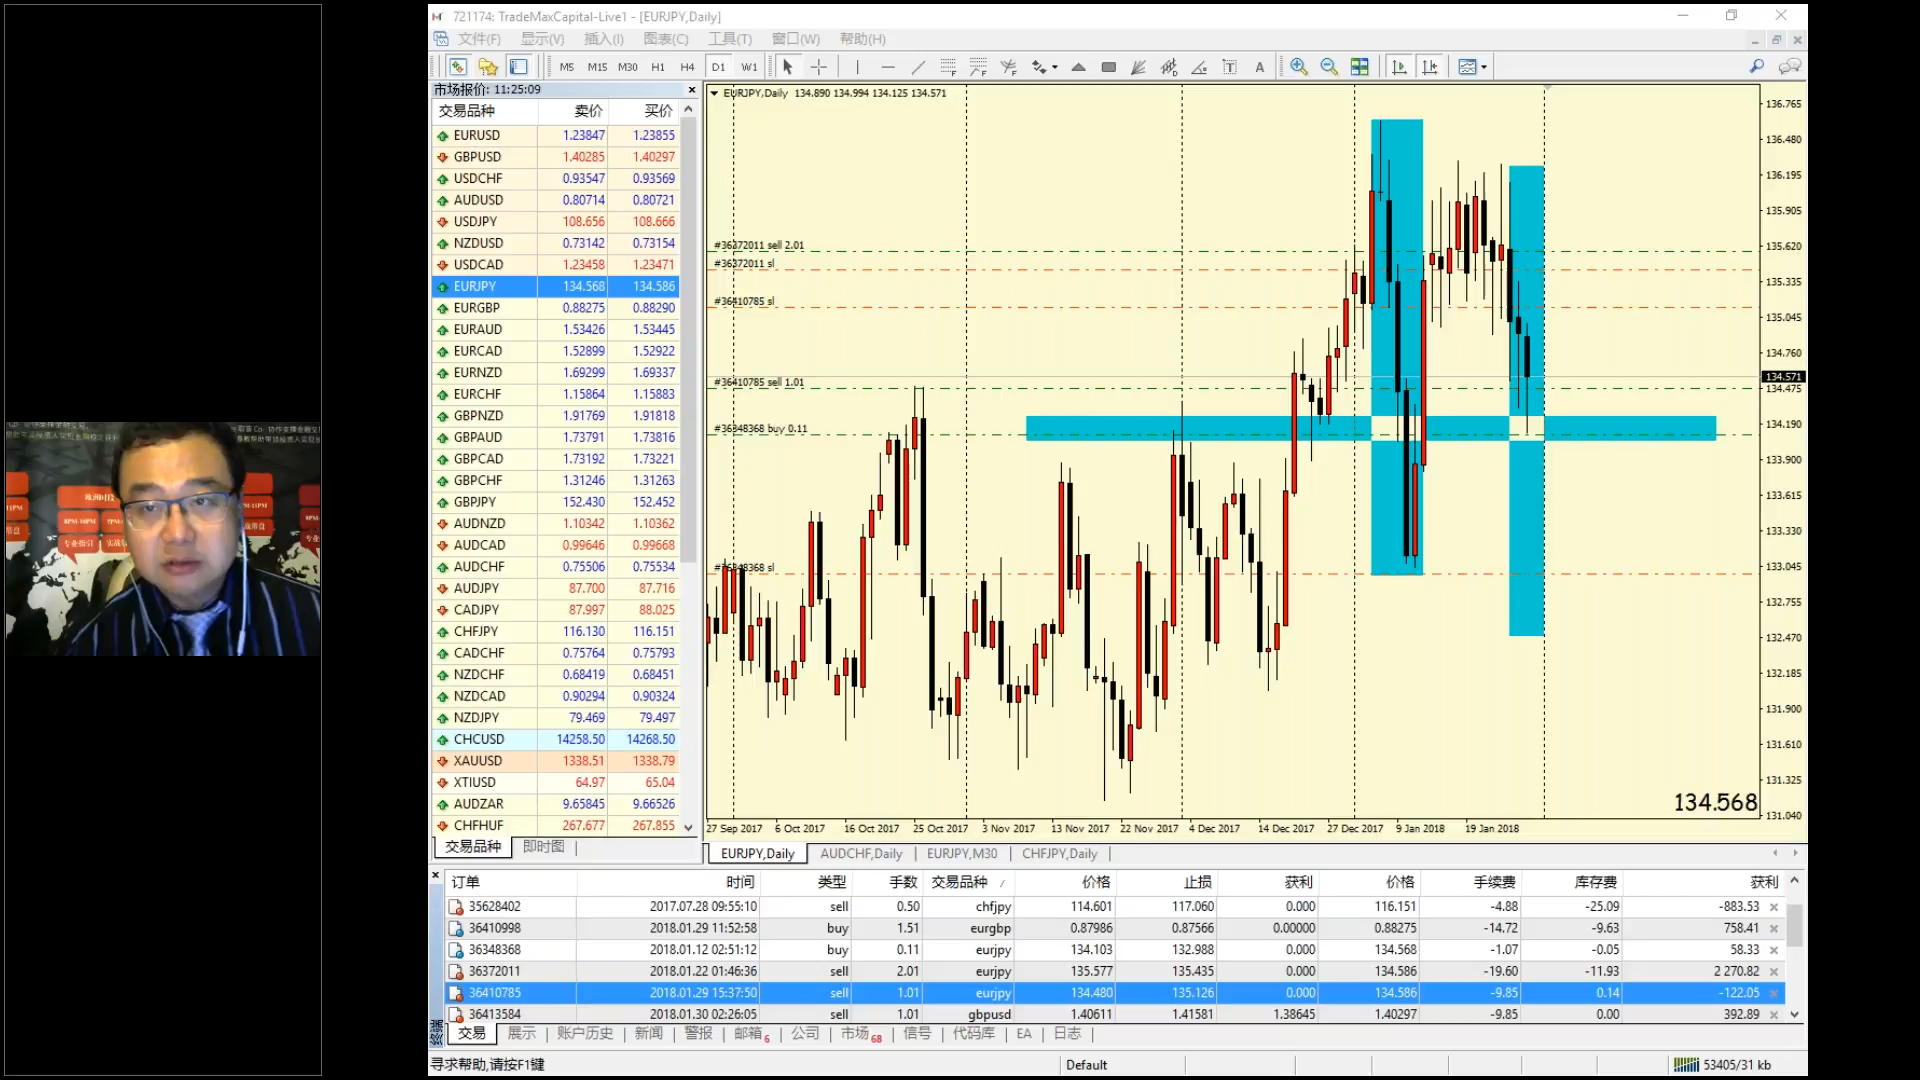 721174: TradeMaxCapital-Live1 - [EURJPY,Daily]
文件(F) 显示(V) 插入(I) 图表(C) 工具(T) 窗口(W) 帮助(H)
M5 M15 M30 H1 H4 D1 W1
市场报价: 11:25:09
交易品种 卖价 买价
EURUSD 1.23847 1.23855
GBPUSD 1.40285 1.40297
USDCHF 0.93547 0.93569
AUDUSD 0.80714 0.80721
USDJPY 108.656 108.666
NZDUSD 0.73142 0.73154
USDCAD 1.23458 1.23471
EURJPY 134.568 134.586
EURGBP 0.88275 0.88290
EURAUD 1.53426 1.53445
EURCAD 1.52899 1.52922
EURNZD 1.69299 1.69337
EURCHF 1.15864 1.15883
GBPNZD 1.91769 1.91818
GBPAUD 1.73791 1.73816
GBPCAD 1.73192 1.73221
GBPCHF 1.31246 1.31263
GBPJPY 152.430 152.452
AUDNZD 1.10342 1.10362
AUDCAD 0.99646 0.99668
AUDCHF 0.75506 0.75534
AUDJPY 87.700 87.716
CADJPY 87.997 88.025
CHFJPY 116.130 116.151
CADCHF 0.75764 0.75793
NZDCHF 0.68419 0.68451
NZDCAD 0.90294 0.90324
NZDJPY 79.469 79.497
CHCUSD 14258.50 14268.50
XAUUSD 1338.51 1338.79
XTIUSD 64.97 65.04
AUDZAR 9.65845 9.66526
CHFHUF 267.677 267.855
交易品种 即时图
EURJPY,Daily 134.890 134.994 134.125 134.571
#36372011 sell 2.01
#36372011 sl
#36410785 sl
#36410785 sell 1.01
#36348368 buy 0.11
#36348368 sl
136.765
136.480
136.195
135.905
135.620
135.335
135.045
134.760
134.571
134.475
134.190
133.900
133.615
133.330
133.045
132.755
132.470
132.185
131.900
131.610
131.325
131.040
134.568
27 Sep 2017 6 Oct 2017 16 Oct 2017 25 Oct 2017 3 Nov 2017 13 Nov 2017 22 Nov 2017 4 Dec 2017 14 Dec 2017 27 Dec 2017 9 Jan 2018 19 Jan 2018
EURJPY,Daily AUDCHF,Daily EURJPY,M30 CHFJPY,Daily
订单 时间 类型 手数 交易品种 / 价格 止损 获利 价格 手续费 库存费 获利
35628402 2017.07.28 09:55:10 sell 0.50 chfjpy 114.601 117.060 0.000 116.151 -4.88 -25.09 -883.53
36410998 2018.01.29 11:52:58 buy 1.51 eurgbp 0.87986 0.87566 0.00000 0.88275 -14.72 -9.63 758.41
36348368 2018.01.12 02:51:12 buy 0.11 eurjpy 134.103 132.988 0.000 134.568 -1.07 -0.05 58.33
36372011 2018.01.22 01:46:36 sell 2.01 eurjpy 135.577 135.435 0.000 134.586 -19.60 -11.93 2 270.82
36410785 2018.01.29 15:37:50 sell 1.01 eurjpy 134.480 135.126 0.000 134.586 -9.85 0.14 -122.05
36413584 2018.01.30 02:26:05 sell 1.01 gbpusd 1.40611 1.41581 1.38645 1.40297 -9.85 0.00 392.89
交易 展示 账户历史 新闻 警报 邮箱6 公司 市场68 信号 代码库 EA 日志
寻求帮助,请按F1键 Default 53405/31 kb